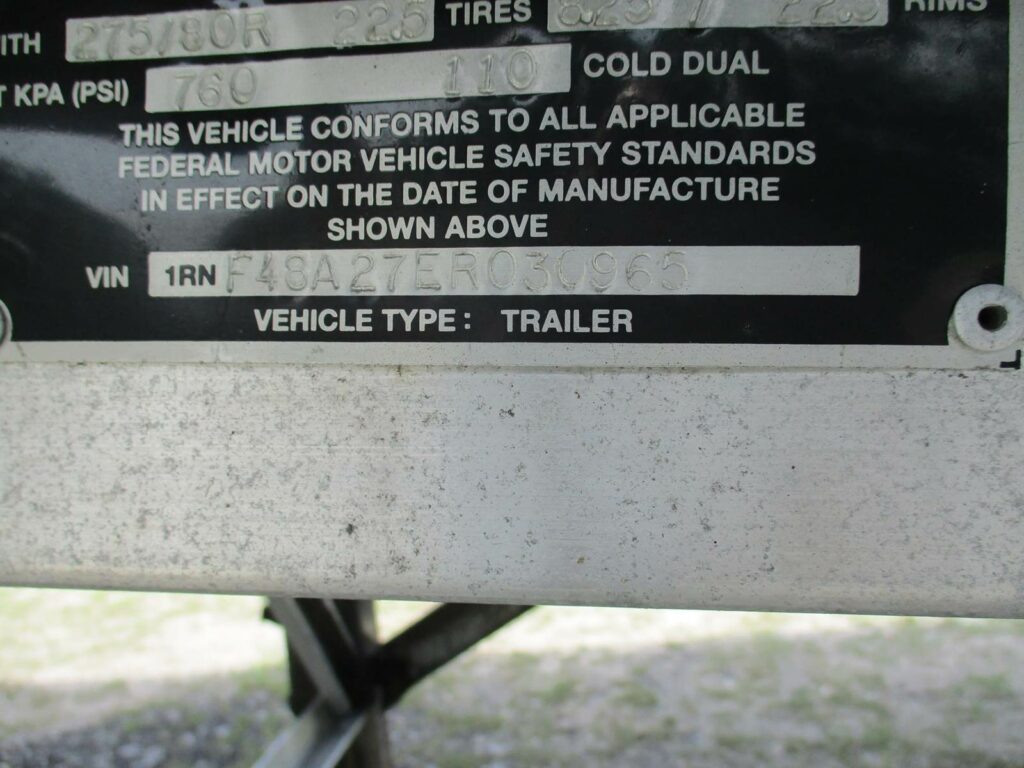 ITH 275/80R 22.5 TIRES 8.25 / 22.5 RIMS
T KPA (PSI) 760 110 COLD DUAL
THIS VEHICLE CONFORMS TO ALL APPLICABLE
FEDERAL MOTOR VEHICLE SAFETY STANDARDS
IN EFFECT ON THE DATE OF MANUFACTURE
SHOWN ABOVE
VIN 1RNF48A27ER030965
VEHICLE TYPE: TRAILER